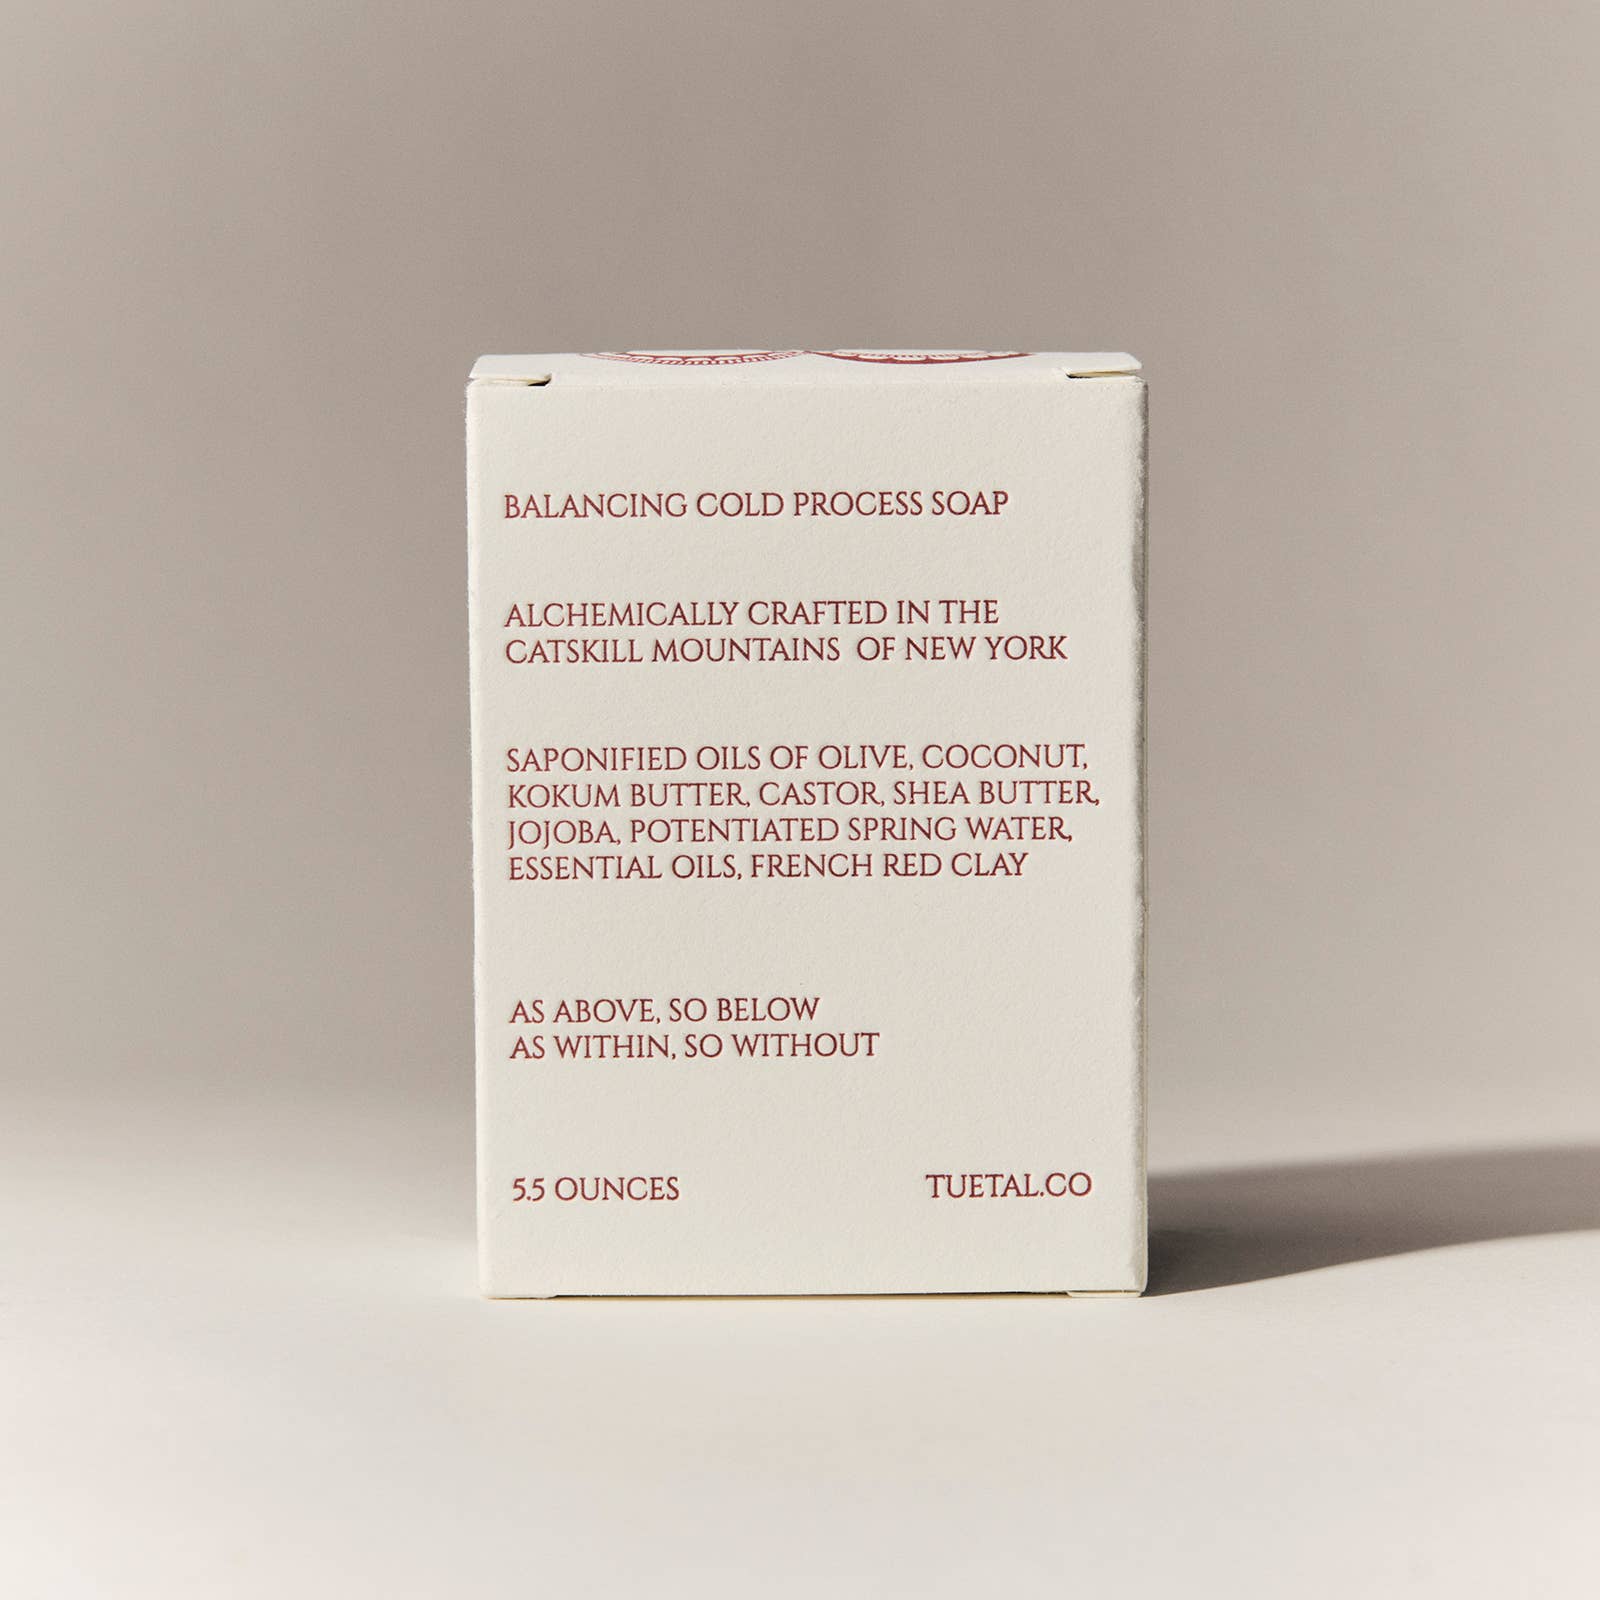 BALANCING COLD PROCESS SOAP
ALCHEMICALLY CRAFTED IN THE
CATSKILL MOUNTAINS OF NEW YORK
SAPONIFIED OILS OF OLIVE, COCONUT,
KOKUM BUTTER, CASTOR, SHEA BUTTER,
JOJOBA, POTENTIATED SPRING WATER,
ESSENTIAL OILS, FRENCH RED CLAY
AS ABOVE, SO BELOW
AS WITHIN, SO WITHOUT
5.5 OUNCES TUETAL.CO